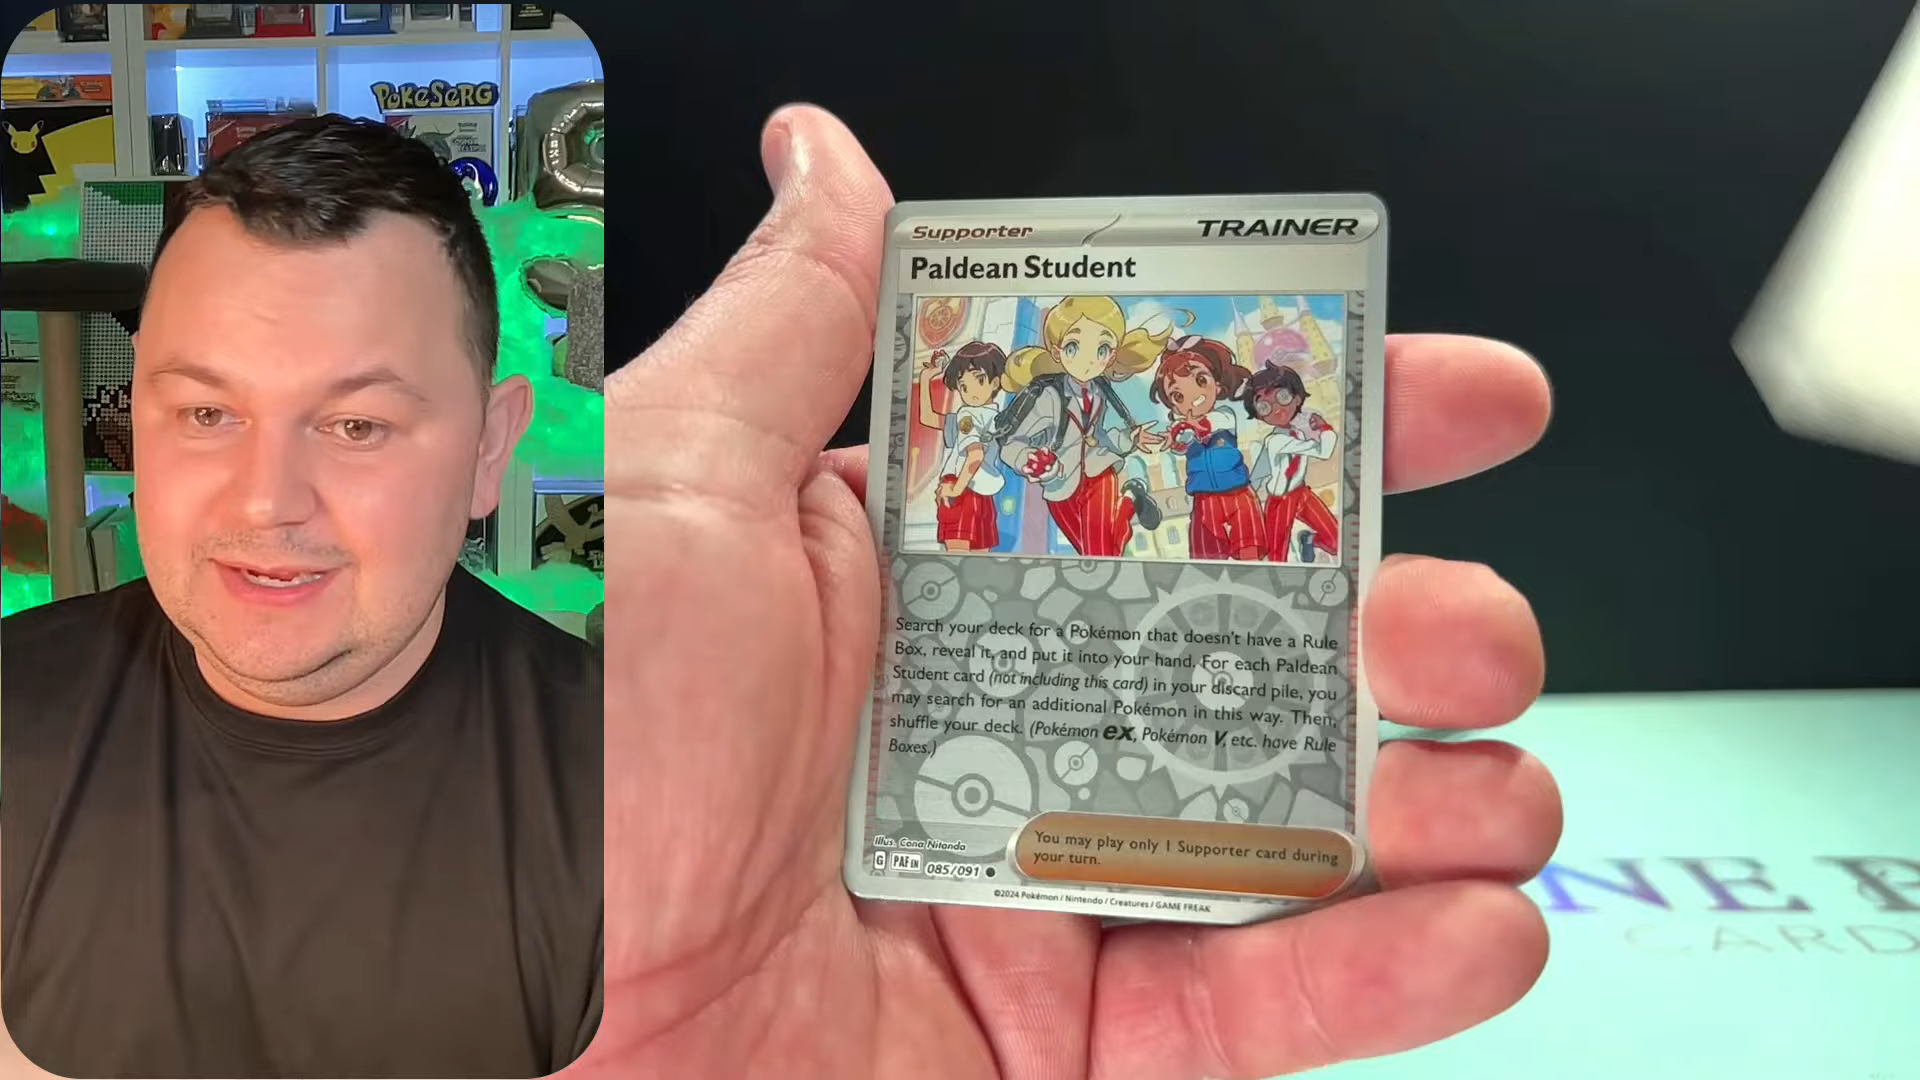 PoKeSeRG
Supporter
TRAINER
Paldean Student
Search your deck for a Pokémon that doesn't have a Rule
Box, reveal it, and put it into your hand. For each Paldean
Student card (not including this card) in your discard pile, you
may search for an additional Pokémon in this way. Then,
shuffle your deck. (Pokémon ex, Pokémon V, etc. have Rule
Boxes.)
Illus. Cona Nitanda
G PAF EN 085/091
You may play only 1 Supporter card during
your turn.
©2024 Pokémon / Nintendo / Creatures / GAME FREAK
NE P
CARD